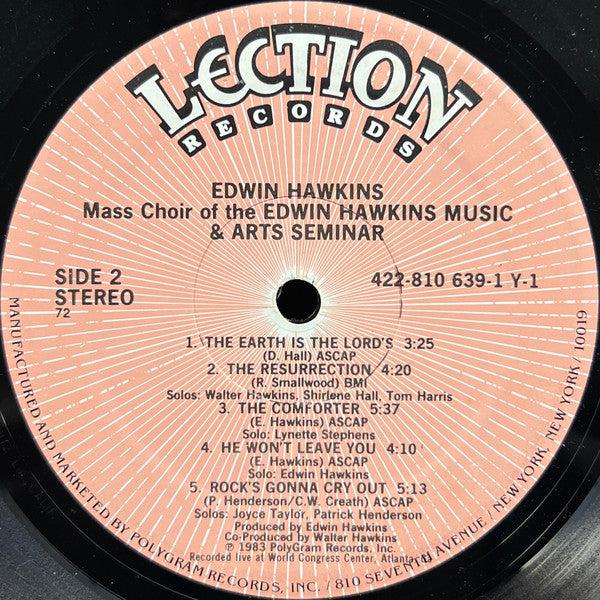 LECTION
RECORDS
EDWIN HAWKINS
Mass Choir of the EDWIN HAWKINS MUSIC
& ARTS SEMINAR
SIDE 2
STEREO
72
422-810 639-1 Y-1
1. THE EARTH IS THE LORD'S 3:25
(D. Hall) ASCAP
2. THE RESURRECTION 4:20
(R. Smallwood) BMI
Solos: Walter Hawkins, Shirlene Hall, Tom Harris
3. THE COMFORTER 5:37
(E. Hawkins) ASCAP
Solo: Lynette Stephens
4. HE WON'T LEAVE YOU 4:10
(E. Hawkins) ASCAP
Solo: Edwin Hawkins
5. ROCK'S GONNA CRY OUT 5:13
(P. Henderson/C.W. Creath) ASCAP
Solos: Joyce Taylor, Patrick Henderson
Produced by Edwin Hawkins
Co-Produced by Walter Hawkins
℗ 1983 PolyGram Records, Inc.
Recorded live at World Congress Center, Atlanta,
MANUFACTURED AND MARKETED BY POLYGRAM RECORDS, INC. / 810 SEVENTH AVENUE / NEW YORK, NEW YORK / 10019